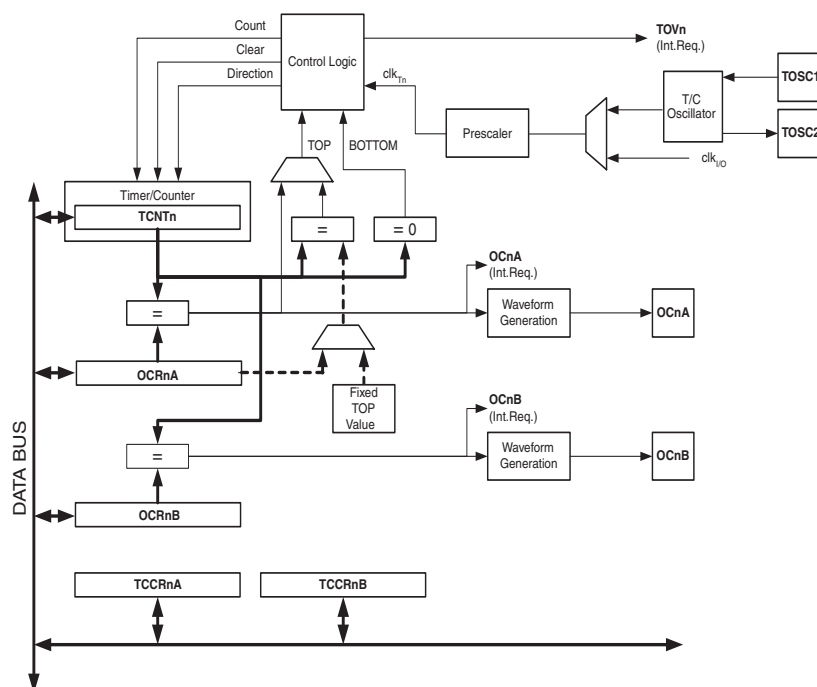 Count
Clear
Direction
Control Logic
TOVn
(Int.Req.)
clkTn
TOP
BOTTOM
Prescaler
T/C
Oscillator
TOSC1
TOSC2
clkI/O
Timer/Counter
TCNTn
=
= 0
OCnA
(Int.Req.)
=
Waveform
Generation
OCnA
OCRnA
Fixed
TOP
Value
OCnB
(Int.Req.)
=
Waveform
Generation
OCnB
OCRnB
DATA BUS
TCCRnA
TCCRnB